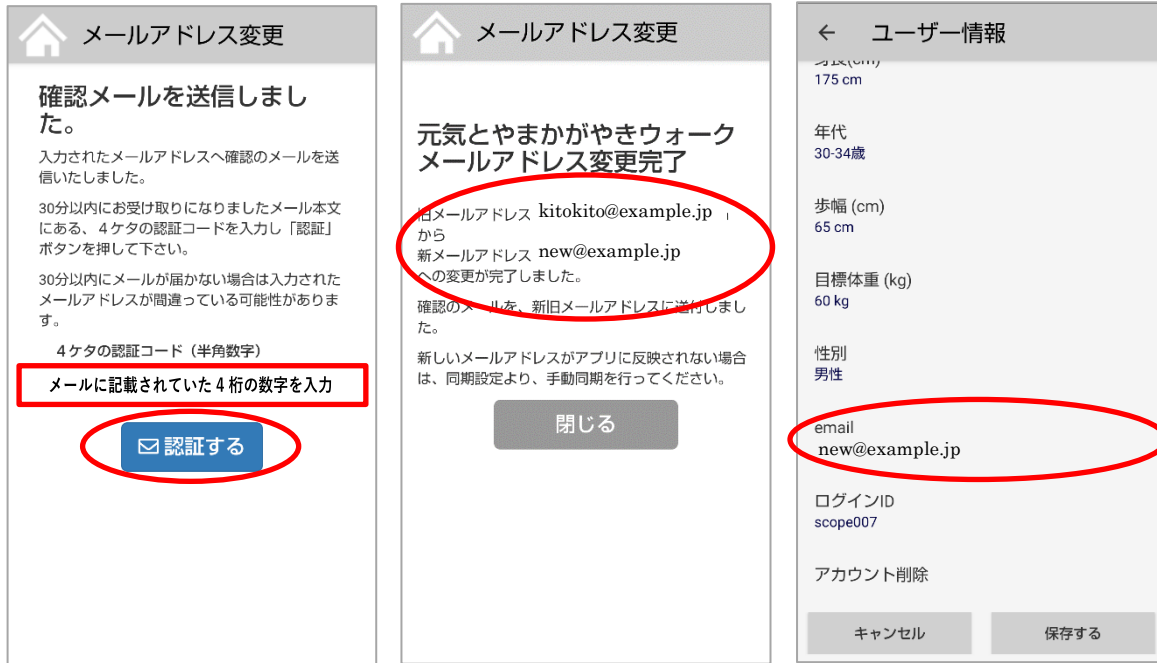 メールアドレス変更
確認メールを送信しまし
た。
入力されたメールアドレスへ確認のメールを送
信いたしました。
30分以内にお受け取りになりましたメール本文
にある、４ケタの認証コードを入力し「認証」
ボタンを押して下さい。
30分以内にメールが届かない場合は入力された
メールアドレスが間違っている可能性がありま
す。
４ケタの認証コード（半角数字）
メールに記載されていた４桁の数字を入力
認証する
メールアドレス変更
元気とやまかがやきウォーク
メールアドレス変更完了
旧メールアドレス kitokito@example.jp
から
新メールアドレス new@example.jp
への変更が完了しました。
確認のメールを、新旧メールアドレスに送付しまし
た。
新しいメールアドレスがアプリに反映されない場合
は、同期設定より、手動同期を行ってください。
閉じる
ユーザー情報
身長(cm)
175 cm
年代
30-34歳
歩幅 (cm)
65 cm
目標体重 (kg)
60 kg
性別
男性
email
new@example.jp
ログインID
scope007
アカウント削除
キャンセル
保存する